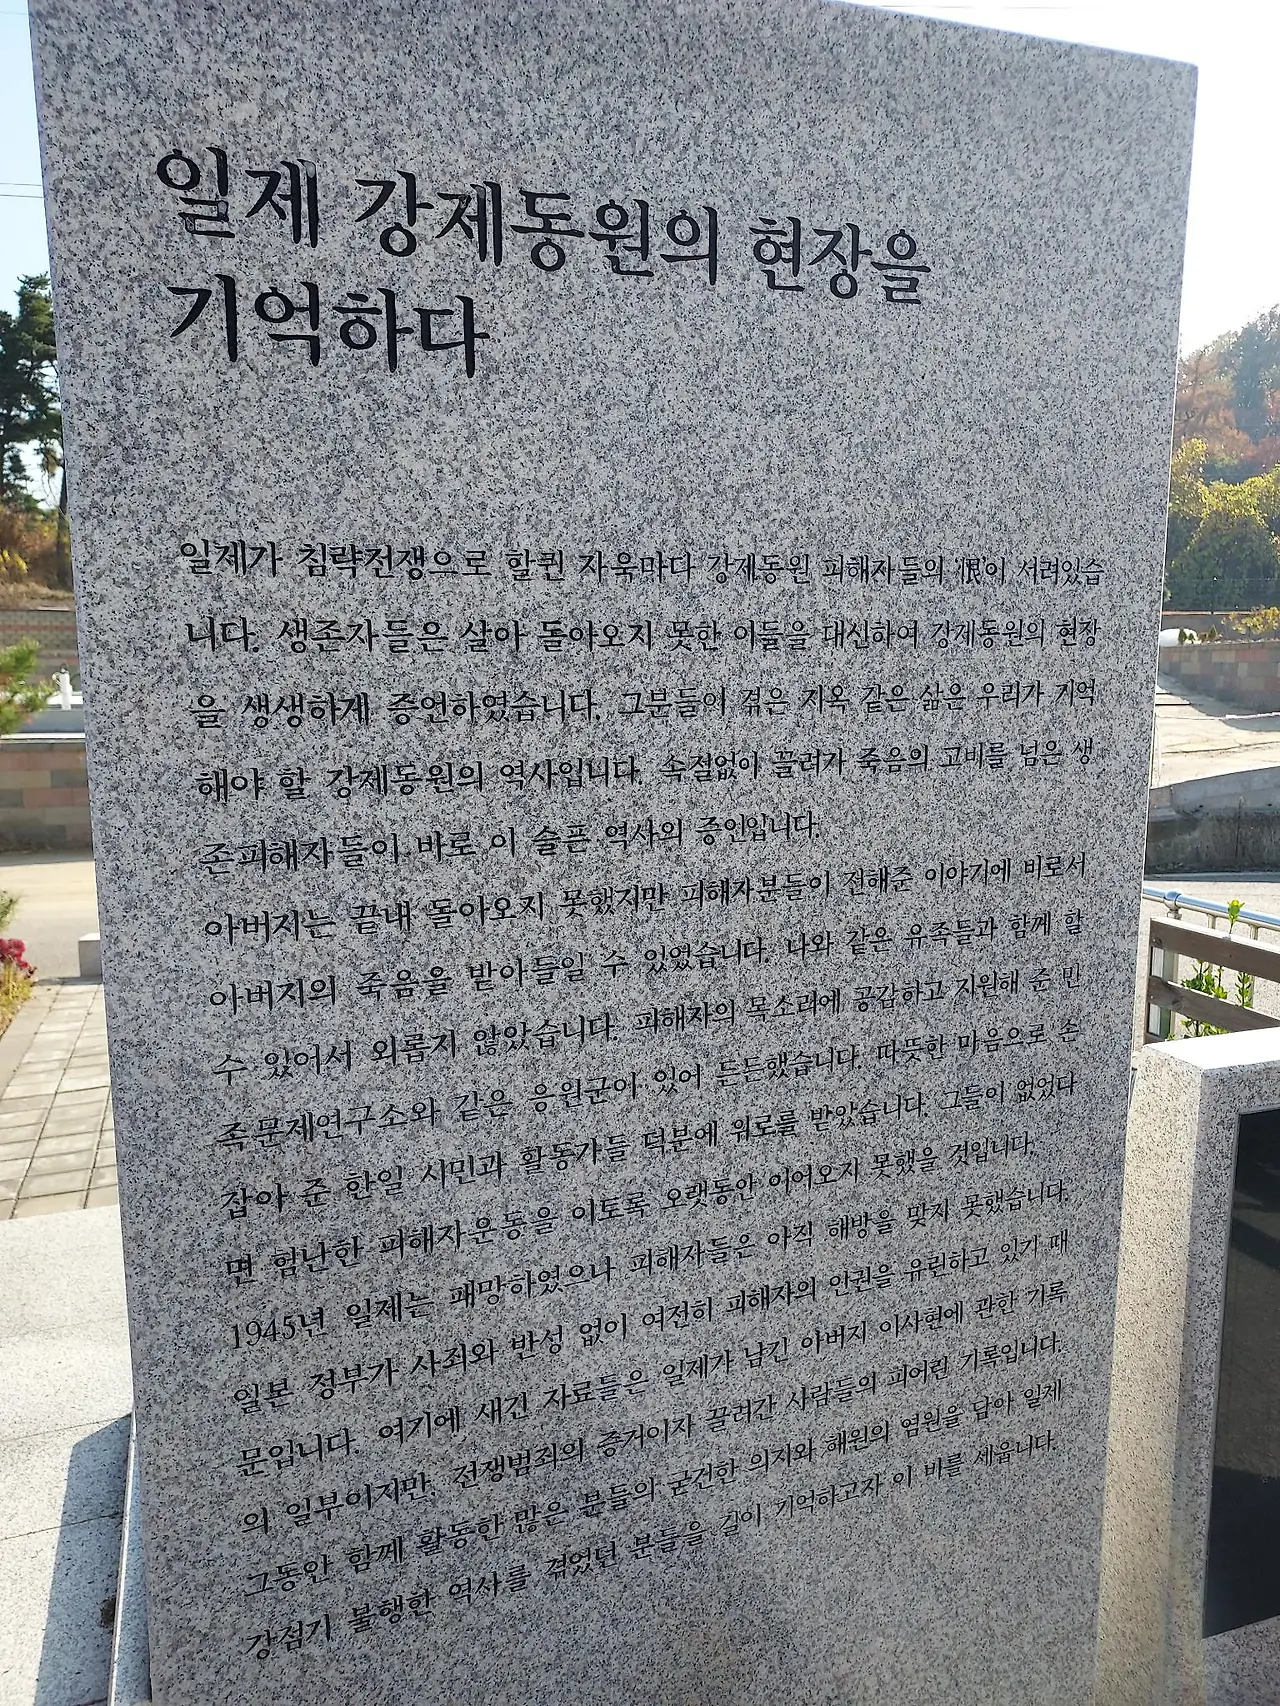 일제 강제동원의 현장을
기억하다
일제가 침략전쟁으로 할퀸 자욱마다 강제동원 피해자들의 '恨'이 서려있습
니다. 생존자들은 살아 돌아오지 못한 이들을 대신하여 강제동원의 현장
을 생생하게 증언하였습니다. 그분들이 겪은 지옥 같은 삶은 우리가 기억
해야 할 강제동원의 역사입니다. 속절없이 끌려가 죽음의 고비를 넘은 생
존피해자들이 바로 이 슬픈 역사의 증인입니다.
아버지는 끝내 돌아오지 못했지만 피해자분들이 전해준 이야기에 비로서
아버지의 죽음을 받아들일 수 있었습니다. 나와 같은 유족들과 함께 할
수 있어서 외롭지 않았습니다. 피해자의 목소리에 공감하고 지원해 준 민
족문제연구소와 같은 응원군이 있어 든든했습니다. 따뜻한 마음으로 손
잡아 준 한일 시민과 활동가들 덕분에 위로를 받았습니다. 그들이 없었다
면 험난한 피해자운동을 이토록 오랫동안 이어오지 못했을 것입니다.
1945년 일제는 패망하였으나 피해자들은 아직 해방을 맞지 못했습니다.
일본 정부가 사죄와 반성 없이 여전히 피해자의 인권을 유린하고 있기 때
문입니다. 여기에 새긴 자료들은 일제가 남긴 아버지 이사현에 관한 기록
의 일부이지만, 전쟁범죄의 증거이자 끌려간 사람들의 피어린 기록입니다.
그동안 함께 활동한 많은 분들의 굳건한 의지와 해원의 염원을 담아 일제
강점기 불행한 역사를 겪었던 분들을 길이 기억하고자 이 비를 세웁니다.